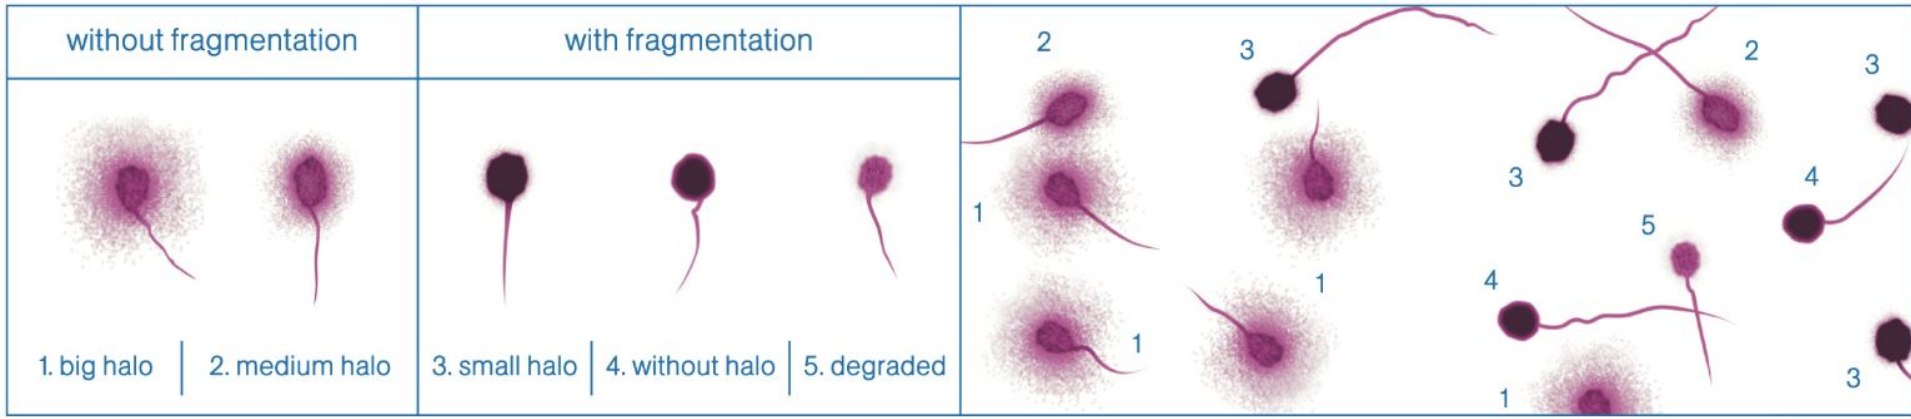 without fragmentation
with fragmentation
1. big halo
2. medium halo
3. small halo
4. without halo
5. degraded
2
3
2
3
3
4
1
5
4
1
1
3
1